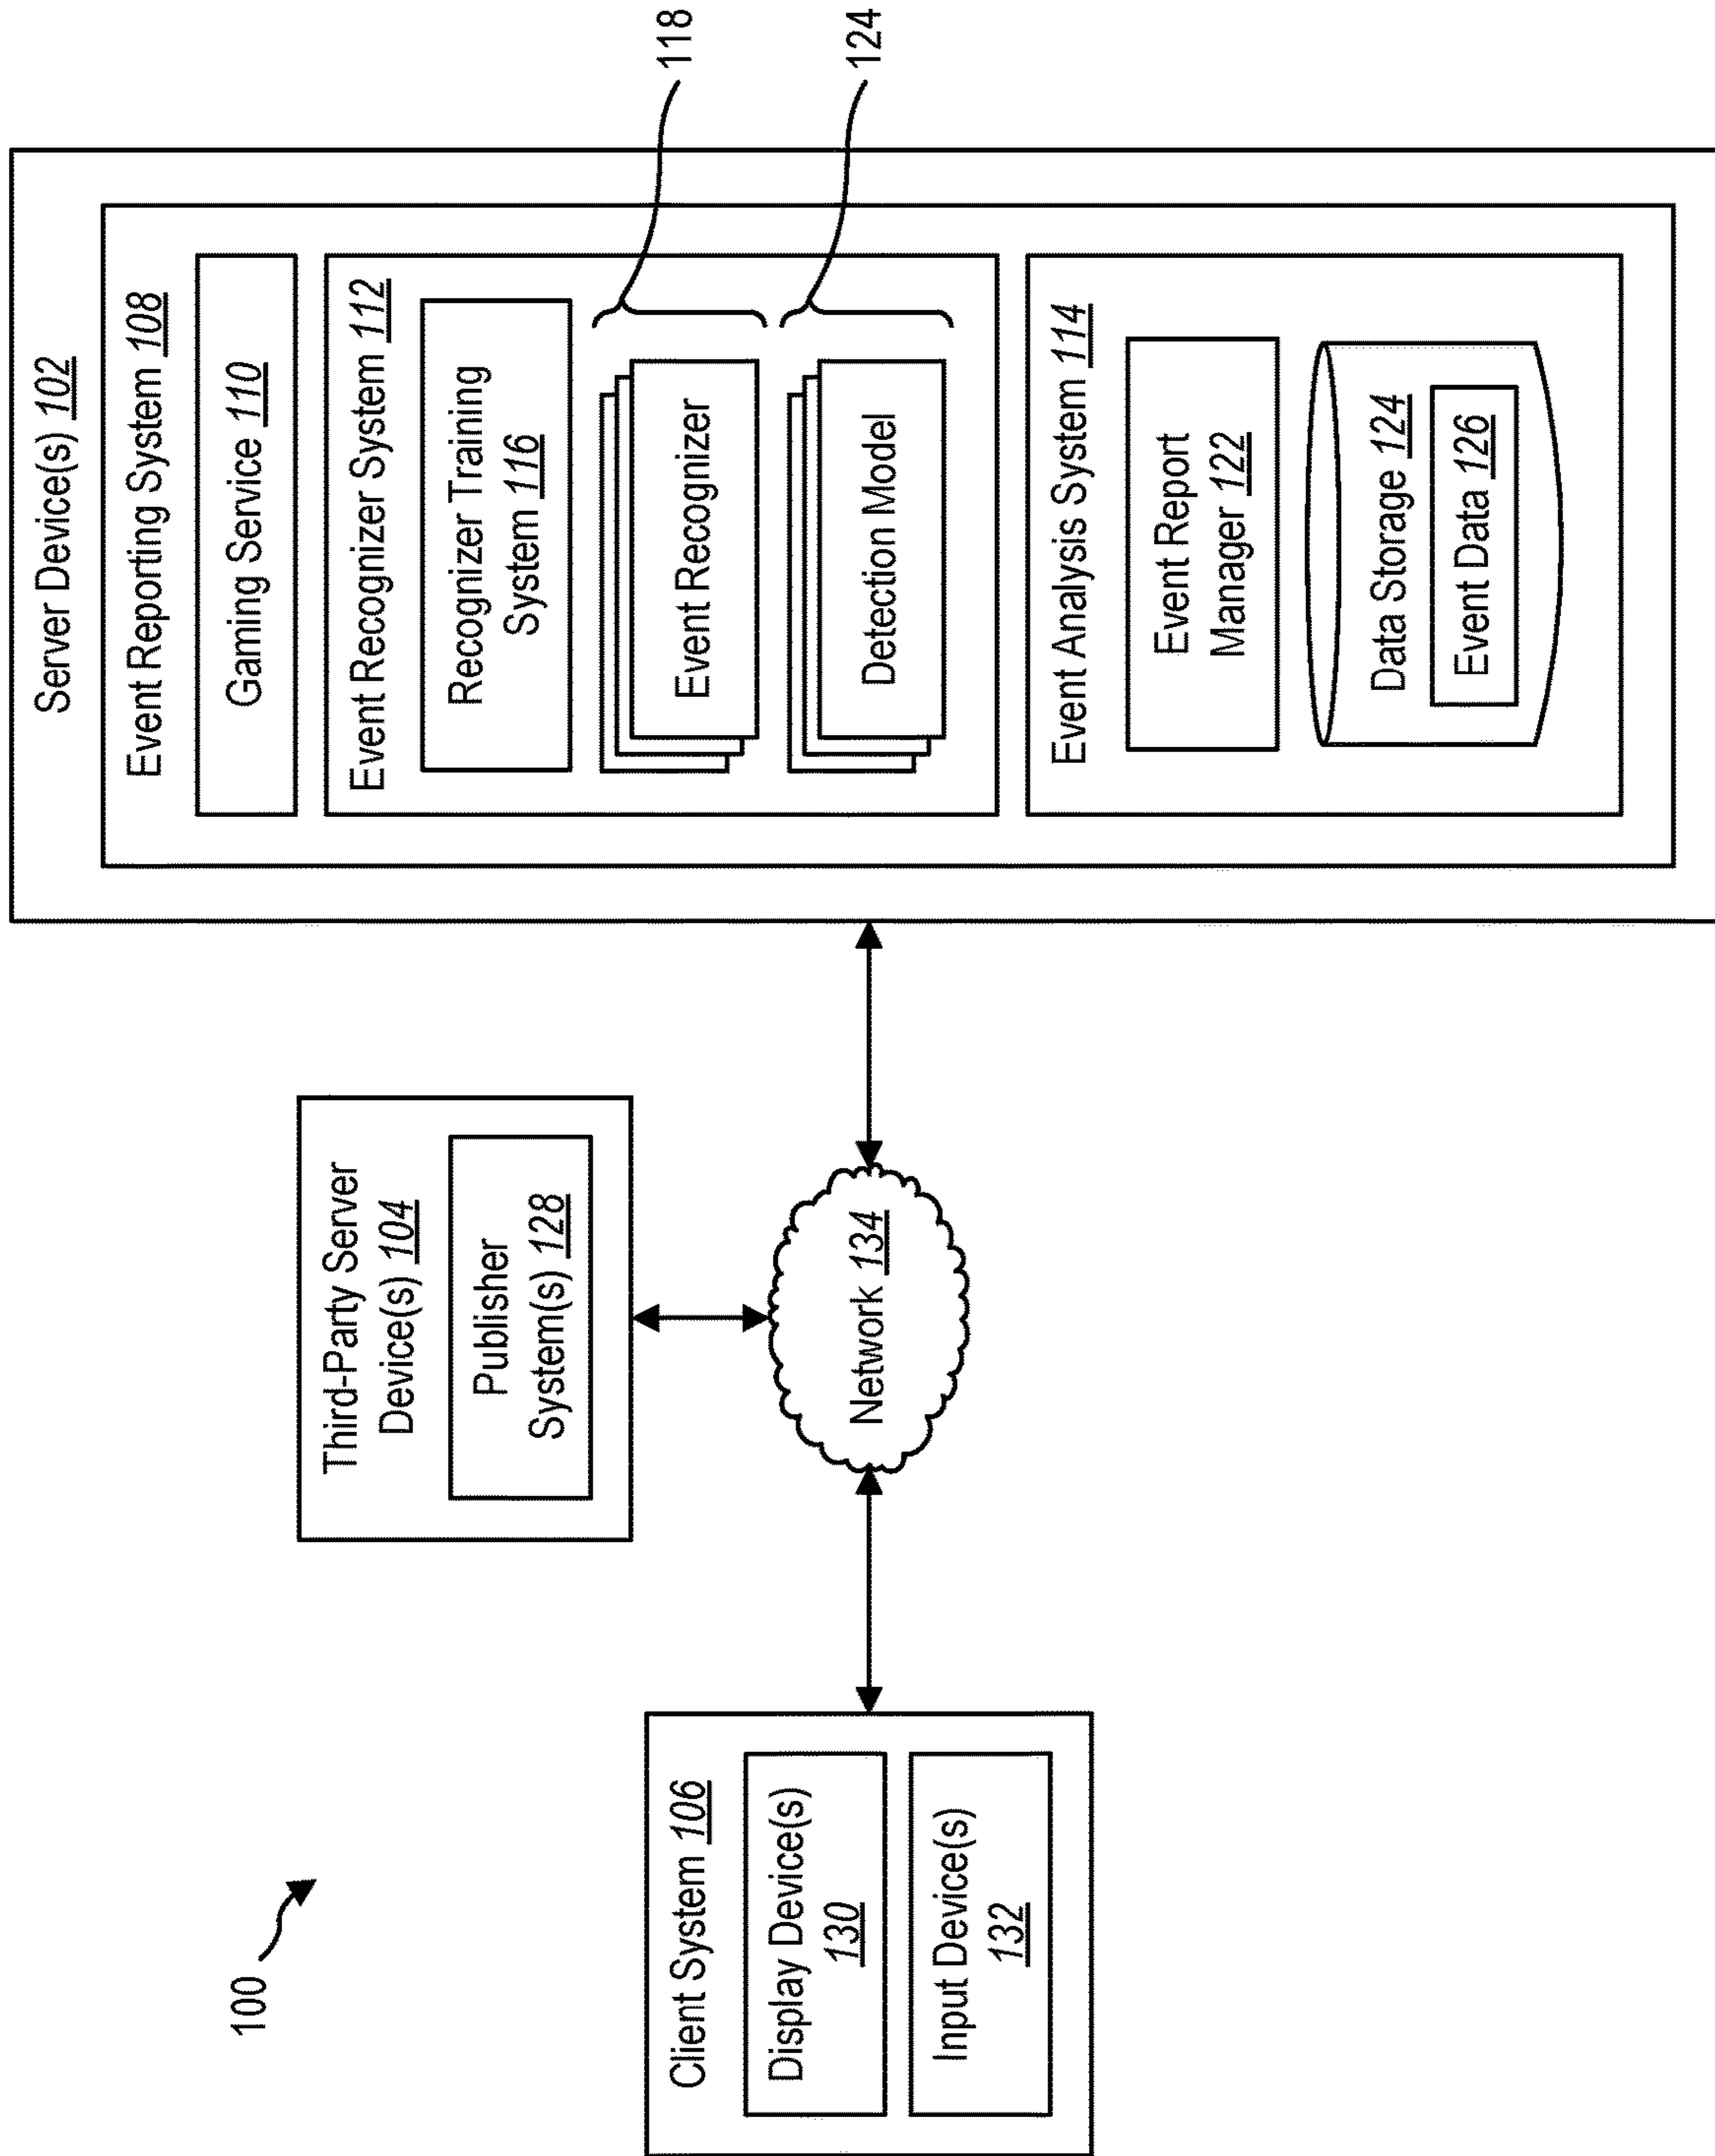 100
Client System 106
Display Device(s)
130
Input Device(s)
132
Third-Party Server
Device(s) 104
Publisher
System(s) 128
Network 134
Server Device(s) 102
Event Reporting System 108
Gaming Service 110
Event Recognizer System 112
Recognizer Training
System 116
Event Recognizer
118
Detection Model
124
Event Analysis System 114
Event Report
Manager 122
Data Storage 124
Event Data 126